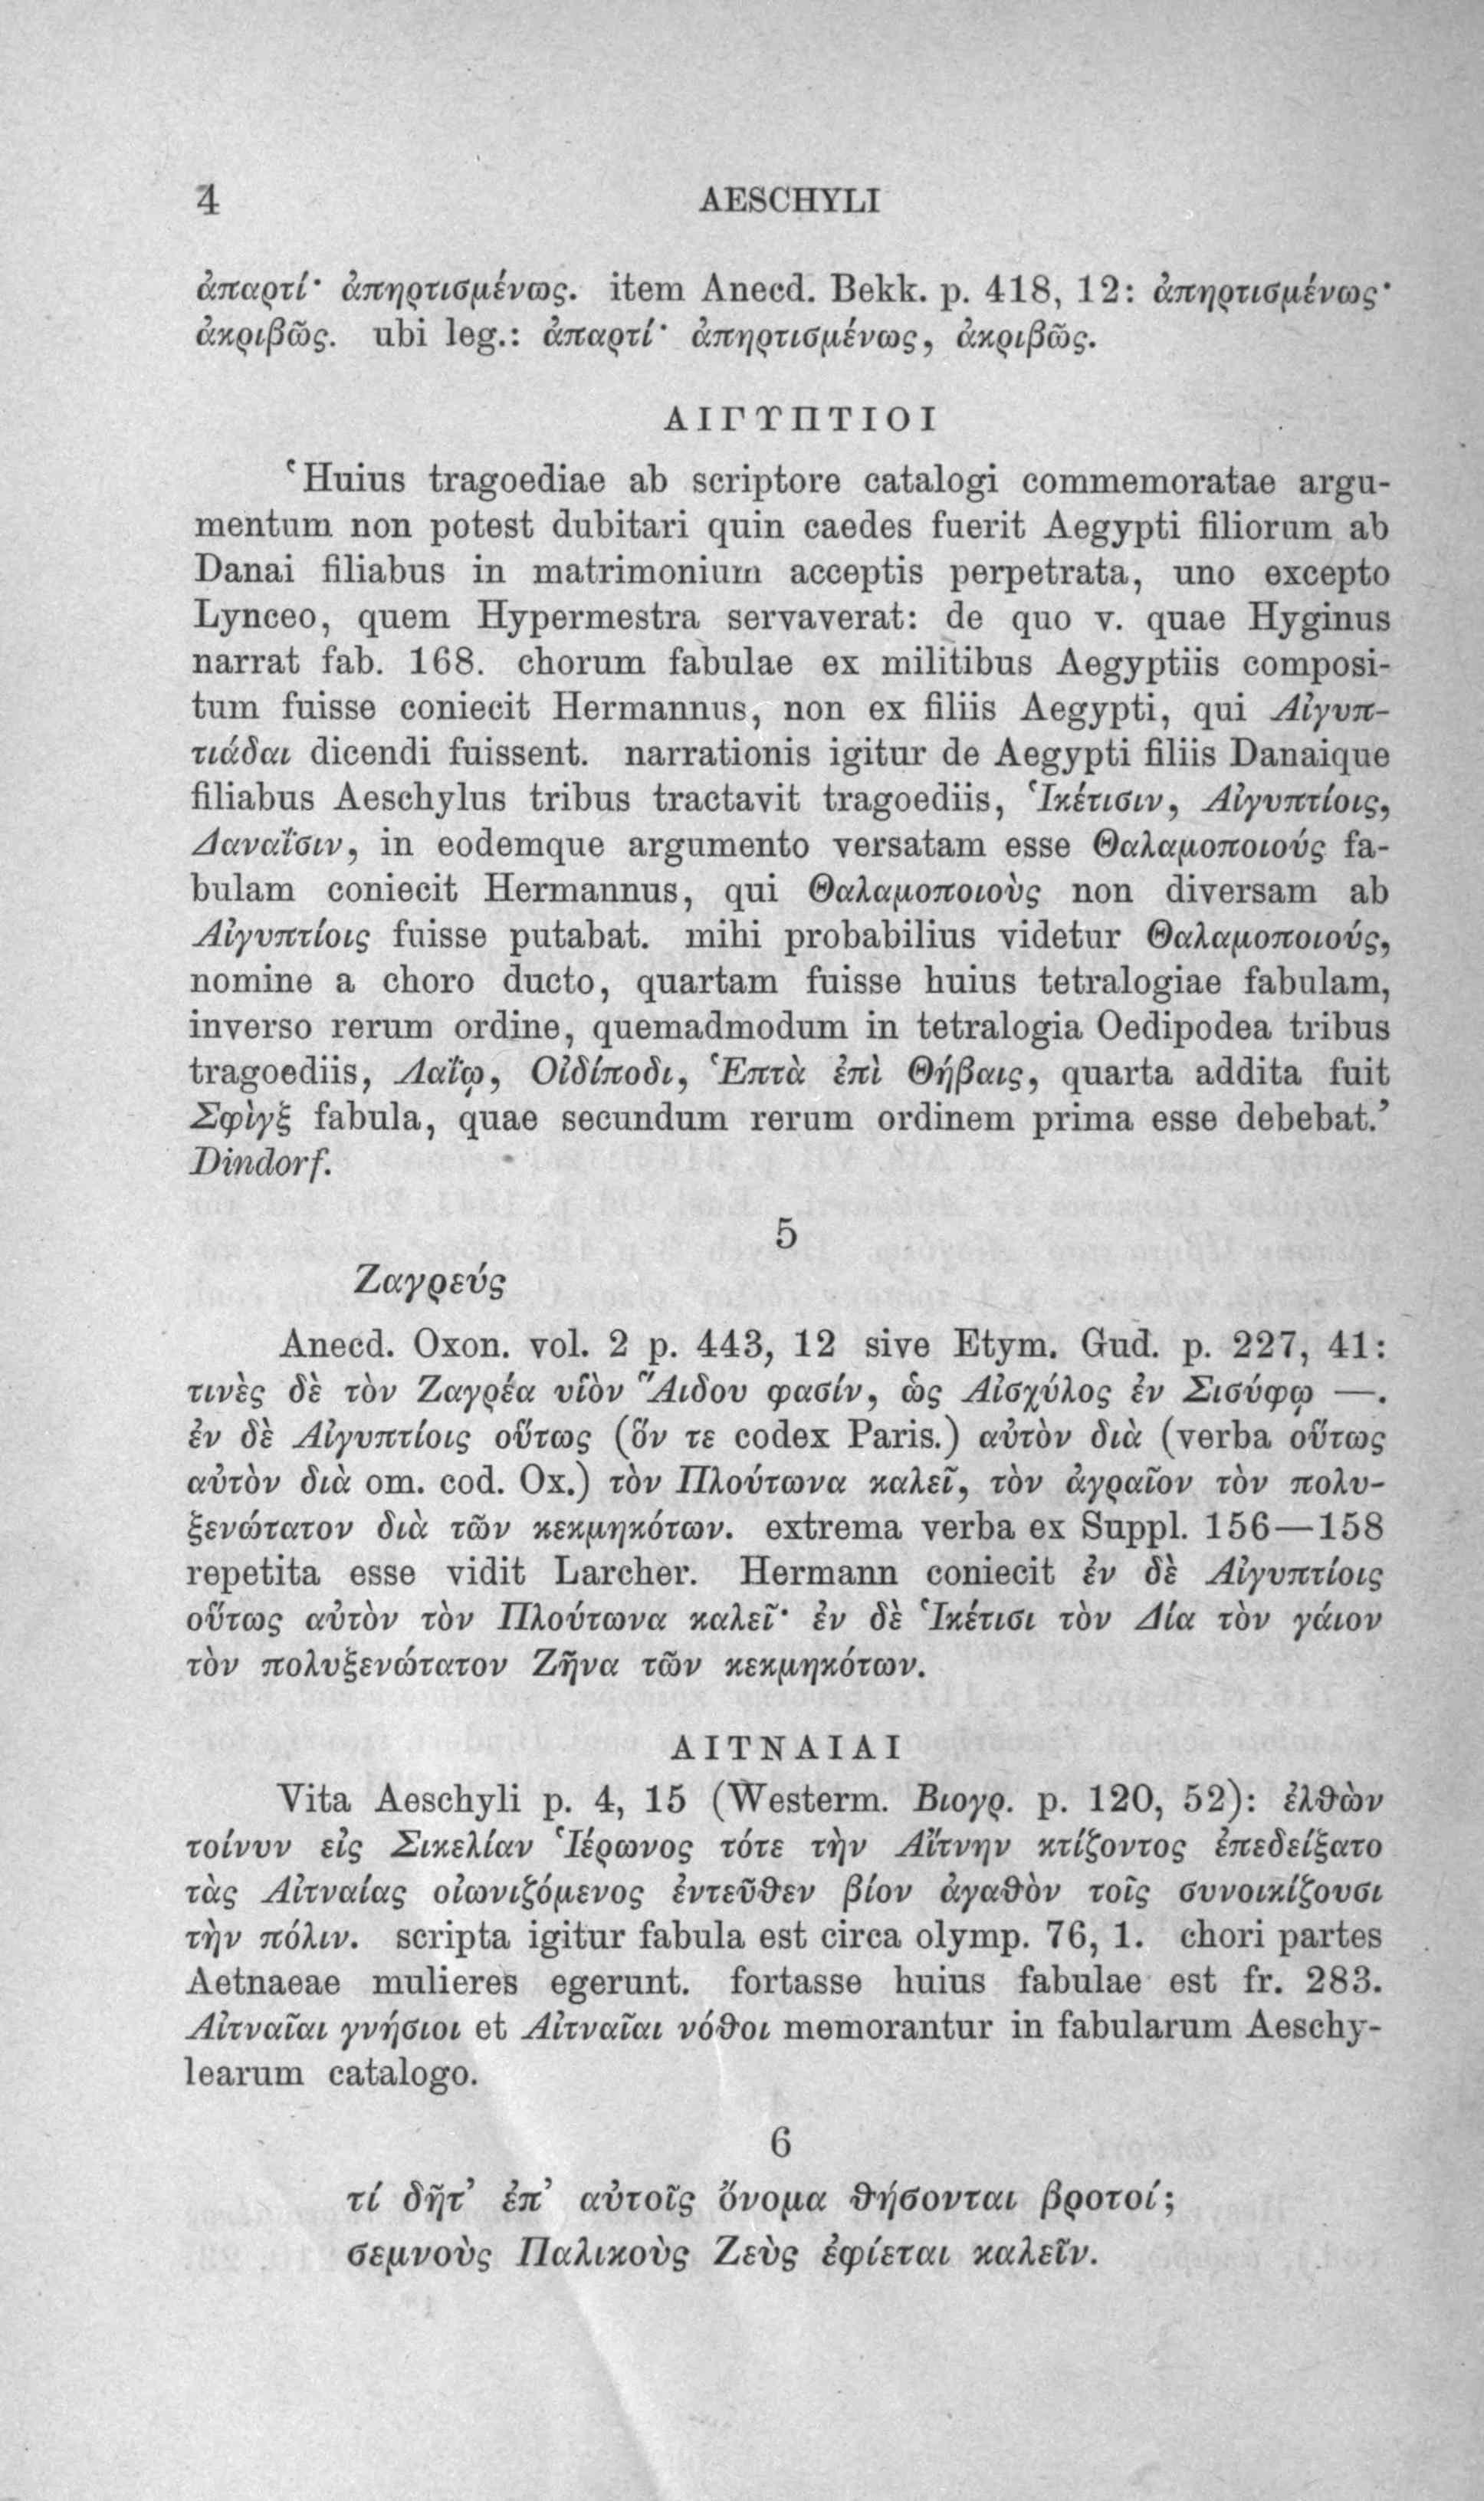 4 AESCHYLI
ἀπαρτί· ἀπηρτισμένως. item Anecd. Bekk. p. 418, 12: ἀπηρτισμένως·
ἀκριβῶς. ubi leg.: ἀπαρτί· ἀπηρτισμένως, ἀκριβῶς.
ΑΙΓΥΠΤΙΟΙ
‘Huius tragoediae ab scriptore catalogi commemoratae argu-
mentum non potest dubitari quin caedes fuerit Aegypti filiorum ab
Danai filiabus in matrimonium acceptis perpetrata, uno excepto
Lynceo, quem Hypermestra servaverat: de quo v. quae Hyginus
narrat fab. 168. chorum fabulae ex militibus Aegyptiis composi-
tum fuisse coniecit Hermannus, non ex filiis Aegypti, qui Αἰγυπ-
τιάδαι dicendi fuissent. narrationis igitur de Aegypti filiis Danaique
filiabus Aeschylus tribus tractavit tragoediis, Ἱκέτισιν, Αἰγυπτίοις,
Δαναΐσιν, in eodemque argumento versatam esse Θαλαμοποιούς fa-
bulam coniecit Hermannus, qui Θαλαμοποιοὺς non diversam ab
Αἰγυπτίοις fuisse putabat. mihi probabilius videtur Θαλαμοποιούς,
nomine a choro ducto, quartam fuisse huius tetralogiae fabulam,
inverso rerum ordine, quemadmodum in tetralogia Oedipodea tribus
tragoediis, Λαΐῳ, Οἰδίποδι, Ἑπτὰ ἐπὶ Θήβαις, quarta addita fuit
Σφὶγξ fabula, quae secundum rerum ordinem prima esse debebat.’
Dindorf.
5
Ζαγρεύς
Anecd. Oxon. vol. 2 p. 443, 12 sive Etym. Gud. p. 227, 41:
τινὲς δὲ τὸν Ζαγρέα υἱὸν Ἅιδου φασίν, ὡς Αἰσχύλος ἐν Σισύφῳ —.
ἐν δὲ Αἰγυπτίοις οὕτως (ὅν τε codex Paris.) αὐτὸν διὰ (verba οὕτως
αὐτὸν διὰ om. cod. Ox.) τὸν Πλούτωνα καλεῖ, τὸν ἀγραῖον τὸν πολυ-
ξενώτατον διὰ τῶν κεκμηκότων. extrema verba ex Suppl. 156—158
repetita esse vidit Larcher. Hermann coniecit ἐν δὲ Αἰγυπτίοις
οὕτως αὐτὸν τὸν Πλούτωνα καλεῖ· ἐν δὲ Ἱκέτισι τὸν Δία τὸν γάιον
τὸν πολυξενώτατον Ζῆνα τῶν κεκμηκότων.
ΑΙΤΝΑΙΑΙ
Vita Aeschyli p. 4, 15 (Westerm. Βιογρ. p. 120, 52): ἐλθὼν
τοίνυν εἰς Σικελίαν Ἱέρωνος τότε τὴν Αἴτνην κτίζοντος ἐπεδείξατο
τὰς Αἰτναίας οἰωνιζόμενος ἐντεῦθεν βίον ἀγαθὸν τοῖς συνοικίζουσι
τὴν πόλιν. scripta igitur fabula est circa olymp. 76, 1. chori partes
Aetnaeae mulieres egerunt. fortasse huius fabulae est fr. 283.
Αἰτναῖαι γνήσιοι et Αἰτναῖαι νόθοι memorantur in fabularum Aeschy-
learum catalogo.
6
τί δῆτ’ ἐπ’ αὐτοῖς ὄνομα θήσονται βροτοί;
σεμνοὺς Παλικοὺς Ζεὺς ἐφίεται καλεῖν.